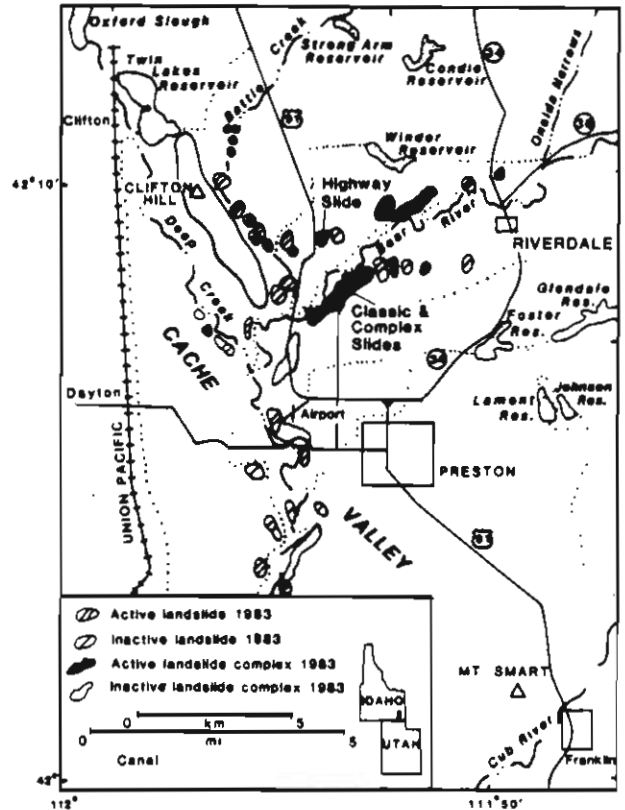 Oxford Slough
Creek
Strong Arm
Reservoir
34
Condie
Reservoir
Twin
Lakes
Reservoir
Battle
91
Oneida Narrows
36
Clifton
Winder
Reservoir
42°10'
CLIFTON
HILL
Highway
Slide
Bear
River
RIVERDALE
Deep
Creek
Classic &
Complex
Slides
Glendale
Res.
Foster
Res.
CACHE
34
Dayton
Airport
Lamont
Res.
Johnson
Res.
UNION PACIFIC
PRESTON
VALLEY
91
Active landslide 1983
Inactive landslide 1983
Active landslide complex 1983
Inactive landslide complex 1983
0 km 5
0 mi 5
Canal
IDAHO
UTAH
MT SMART
Cub River
Franklin
42°
112°
111°50'